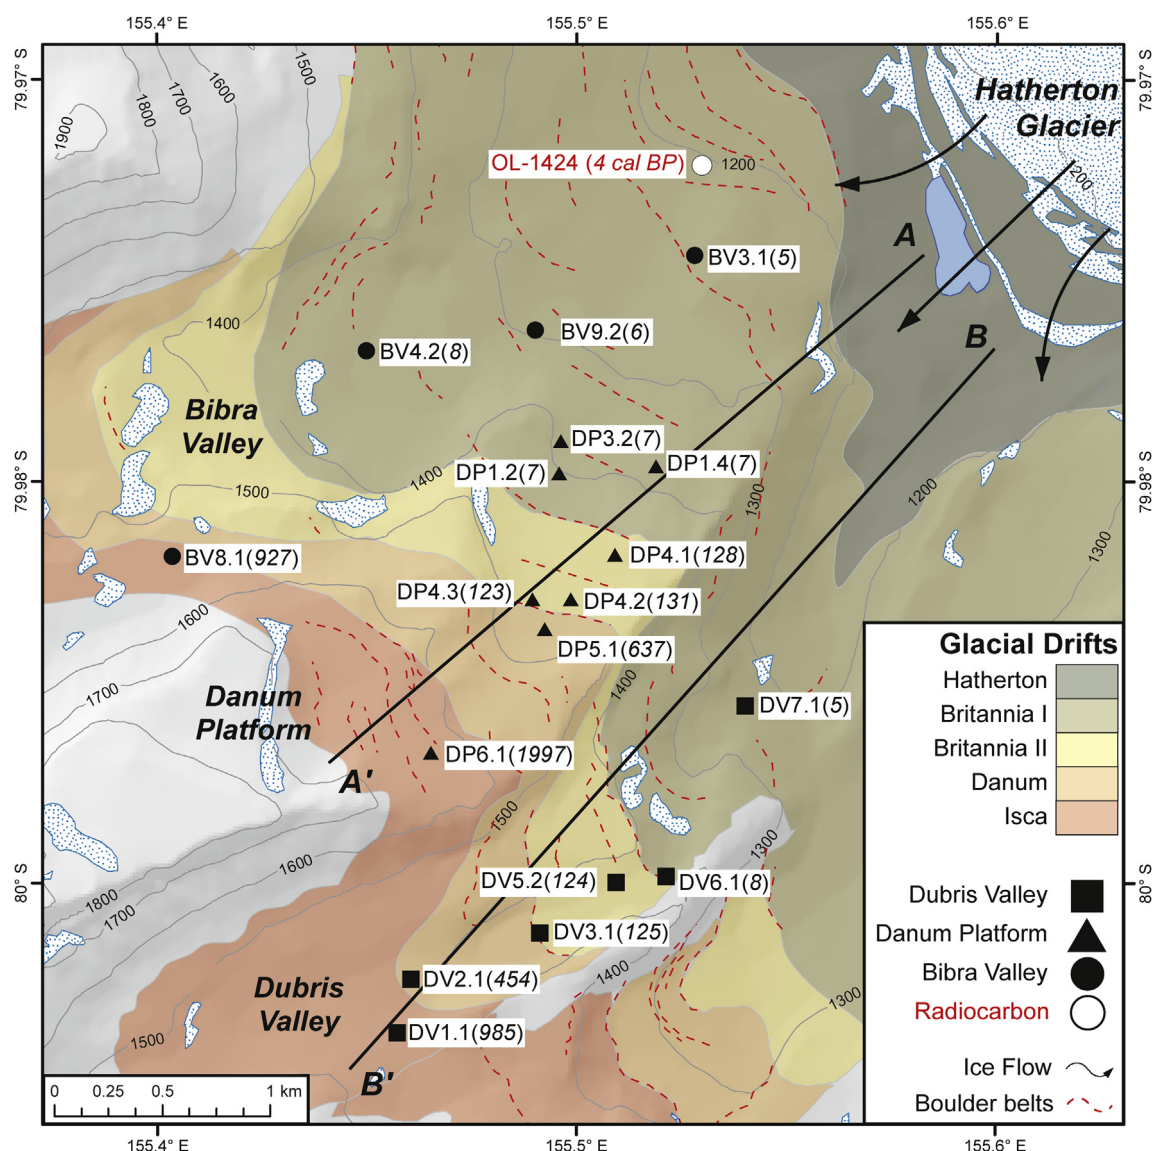 155.4° E
155.5° E
155.6° E
79.97° S
79.97° S
1500
1600
1700
1800
1900
Hatherton
Glacier
OL-1424 (4 cal BP)
1200
200
A
BV3.1(5)
1400
BV9.2(6)
BV4.2(8)
B
Bibra
Valley
DP3.2(7)
DP1.4(7)
DP1.2(7)
1400
79.98° S
79.98° S
1500
1300
1200
1300
BV8.1(927)
DP4.1(128)
DP4.3(123)
DP4.2(131)
1600
DP5.1(637)
1400
1700
Danum
Platform
DV7.1(5)
DP6.1(1997)
A'
1500
1300
1600
80° S
80° S
DV5.2(124)
DV6.1(8)
1800
1700
DV3.1(125)
1400
DV2.1(454)
Dubris
Valley
1300
DV1.1(985)
1500
B'
Glacial Drifts
Hatherton
Britannia I
Britannia II
Danum
Isca
Dubris Valley
Danum Platform
Bibra Valley
Radiocarbon
Ice Flow
Boulder belts
0 0.25 0.5 1 km
155.4° E
155.5° E
155.6° E